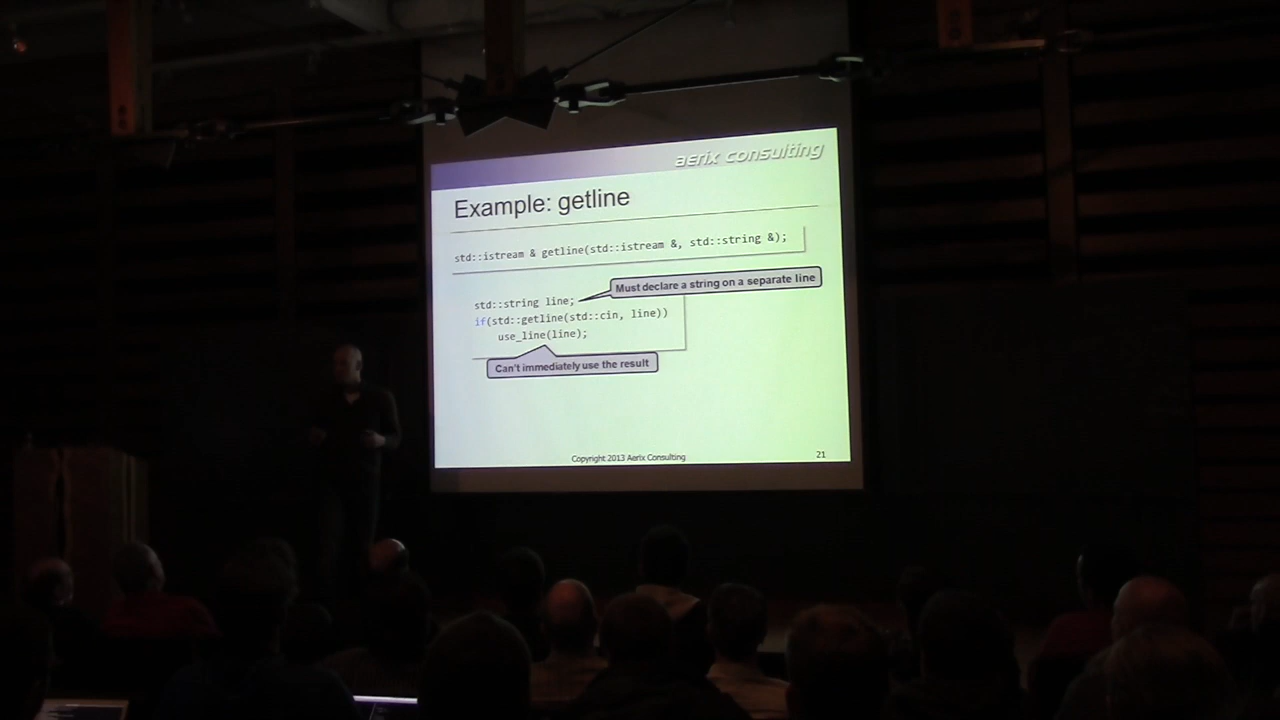 aerix consulting
Example: getline
std::istream & getline(std::istream &, std::string &);
Must declare a string on a separate line
std::string line;
if(std::getline(std::cin, line))
use_line(line);
Can't immediately use the result
Copyright 2013 Aerix Consulting
21